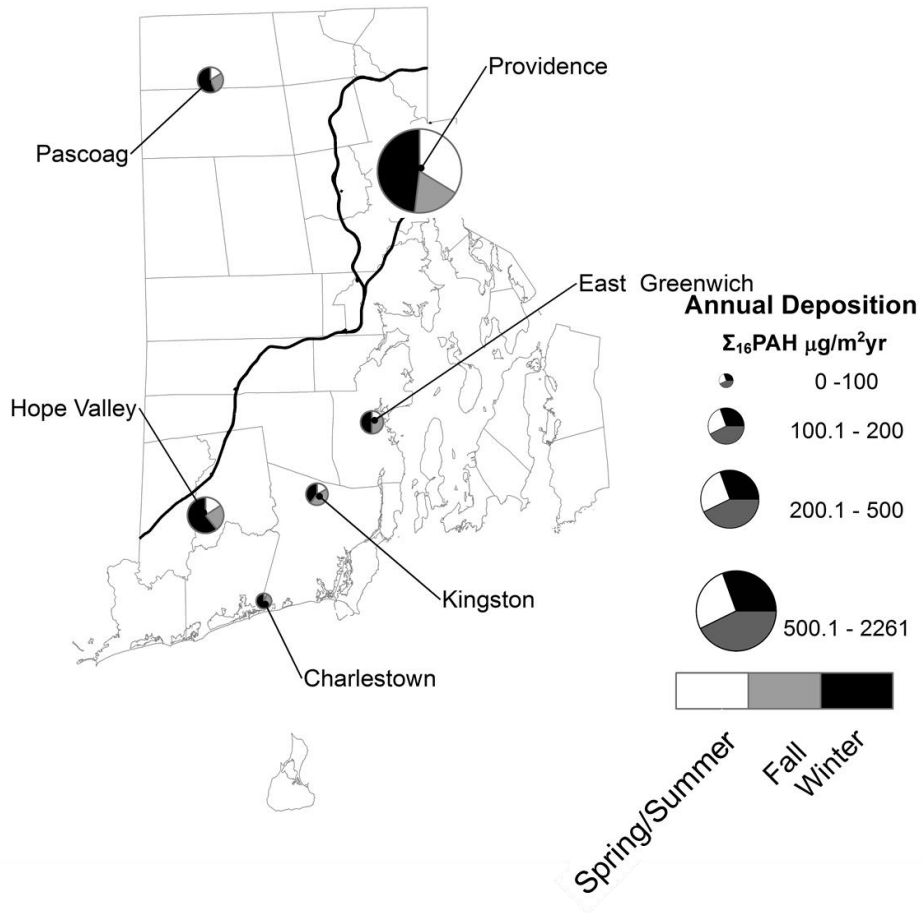 Providence
Pascoag
East Greenwich
Hope Valley
Kingston
Charlestown
Annual Deposition
Σ₁₆PAH μg/m²yr
0 -100
100.1 - 200
200.1 - 500
500.1 - 2261
Spring/Summer
Fall
Winter